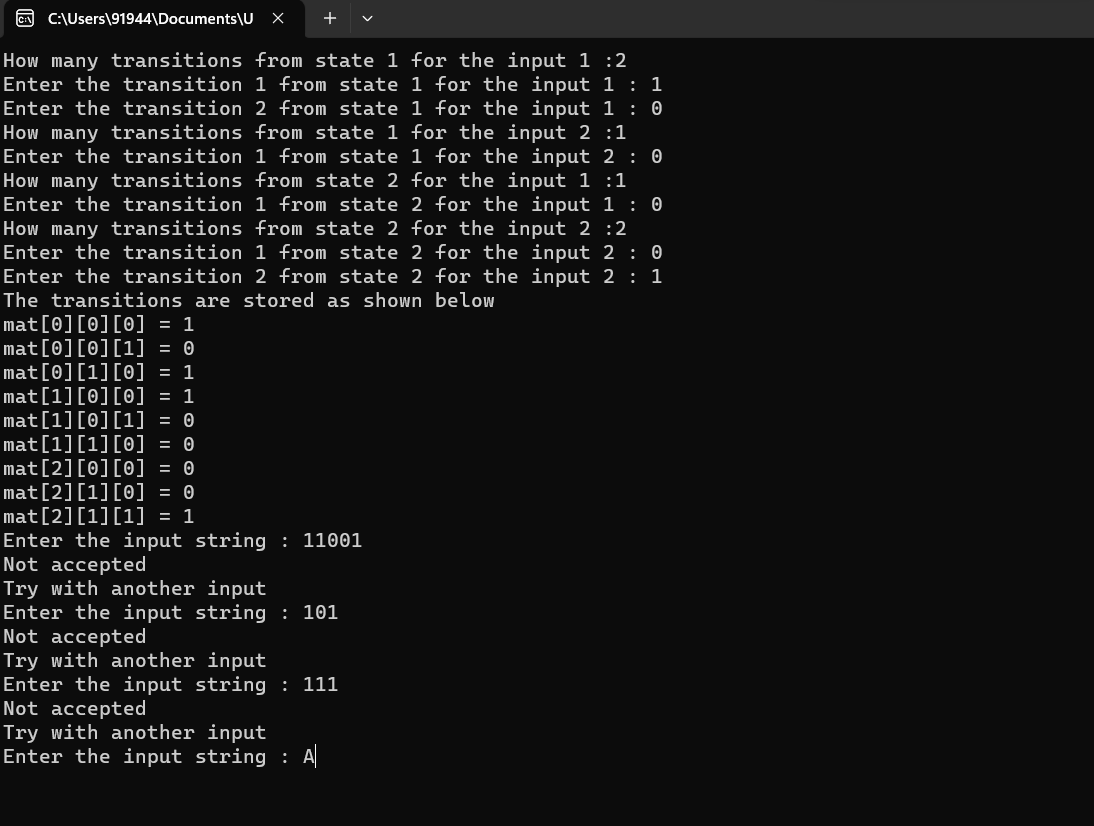 C:\Users\91944\Documents\U
How many transitions from state 1 for the input 1 :2
Enter the transition 1 from state 1 for the input 1 : 1
Enter the transition 2 from state 1 for the input 1 : 0
How many transitions from state 1 for the input 2 :1
Enter the transition 1 from state 1 for the input 2 : 0
How many transitions from state 2 for the input 1 :1
Enter the transition 1 from state 2 for the input 1 : 0
How many transitions from state 2 for the input 2 :2
Enter the transition 1 from state 2 for the input 2 : 0
Enter the transition 2 from state 2 for the input 2 : 1
The transitions are stored as shown below
mat[0][0][0] = 1
mat[0][0][1] = 0
mat[0][1][0] = 1
mat[1][0][0] = 1
mat[1][0][1] = 0
mat[1][1][0] = 0
mat[2][0][0] = 0
mat[2][1][0] = 0
mat[2][1][1] = 1
Enter the input string : 11001
Not accepted
Try with another input
Enter the input string : 101
Not accepted
Try with another input
Enter the input string : 111
Not accepted
Try with another input
Enter the input string : A